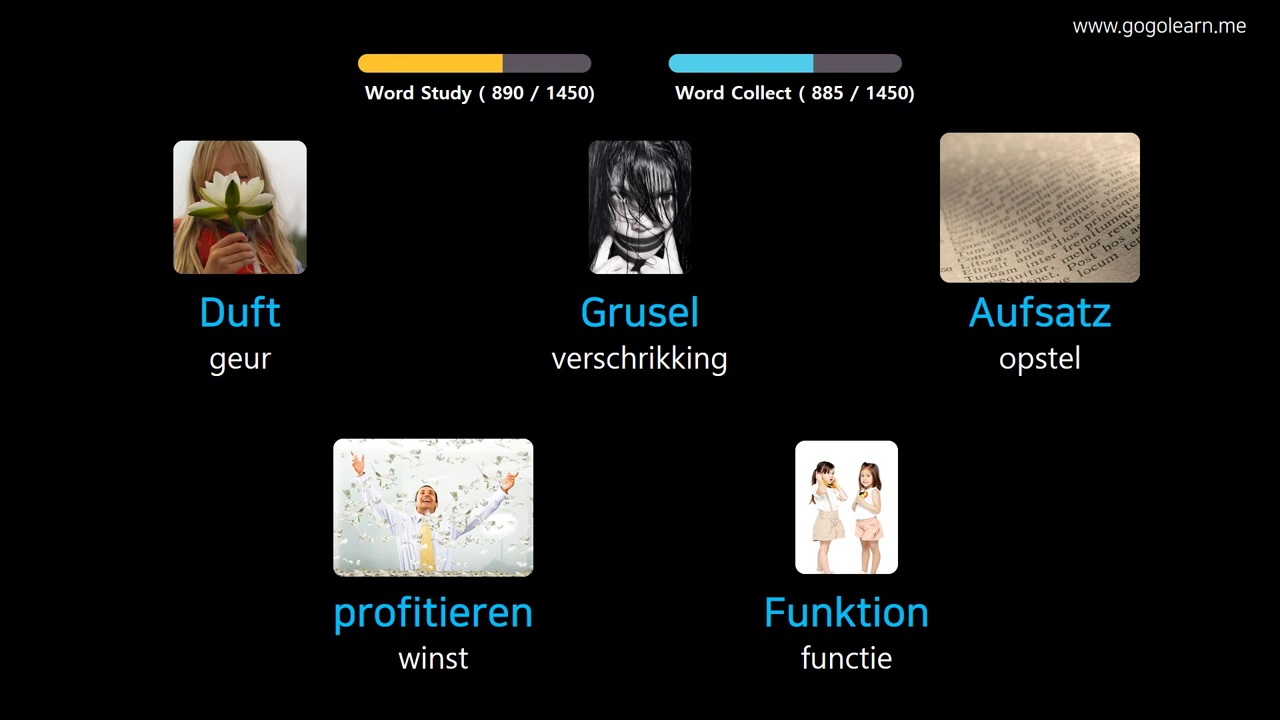 www.gogolearn.me
Word Study ( 890 / 1450)
Word Collect ( 885 / 1450)
Duft
geur
Grusel
verschrikking
Aufsatz
opstel
profitieren
winst
Funktion
functie